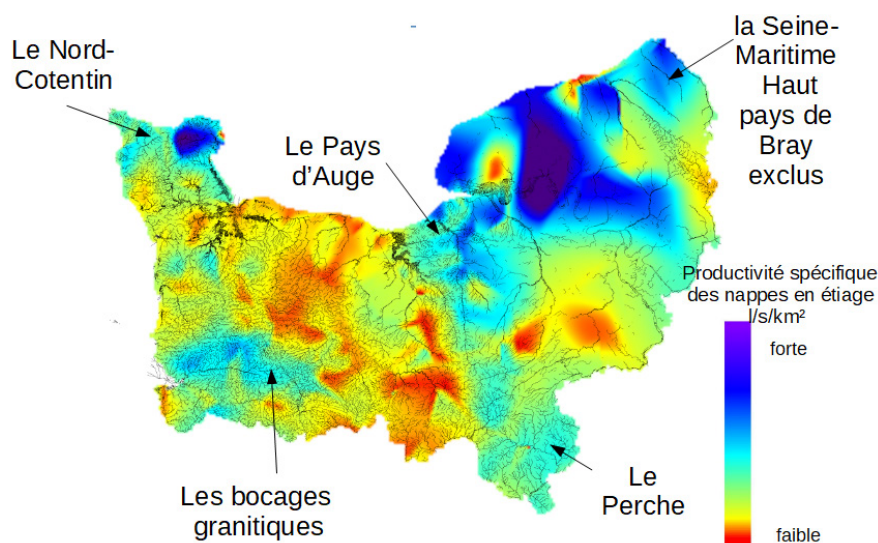 Le Nord-
Cotentin
la Seine-
Maritime
Haut
pays de
Bray
exclus
Le Pays
d'Auge
Productivité spécifique
des nappes en étiage
l/s/km²
forte
faible
Les bocages
granitiques
Le
Perche